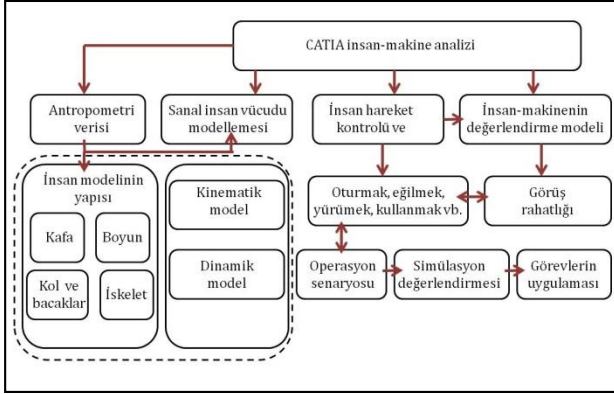 CATIA insan-makine analizi
Antropometri
verisi
Sanal insan vücudu
modellemesi
İnsan hareket
kontrolü ve
İnsan-makinenin
değerlendirme modeli
İnsan modelinin
yapısı
Kafa
Boyun
Kol ve
bacaklar
İskelet
Kinematik
model
Dinamik
model
Oturmak, eğilmek,
yürümek, kullanmak vb.
Görüş
rahatlığı
Operasyon
senaryosu
Simülasyon
değerlendirmesi
Görevlerin
uygulaması